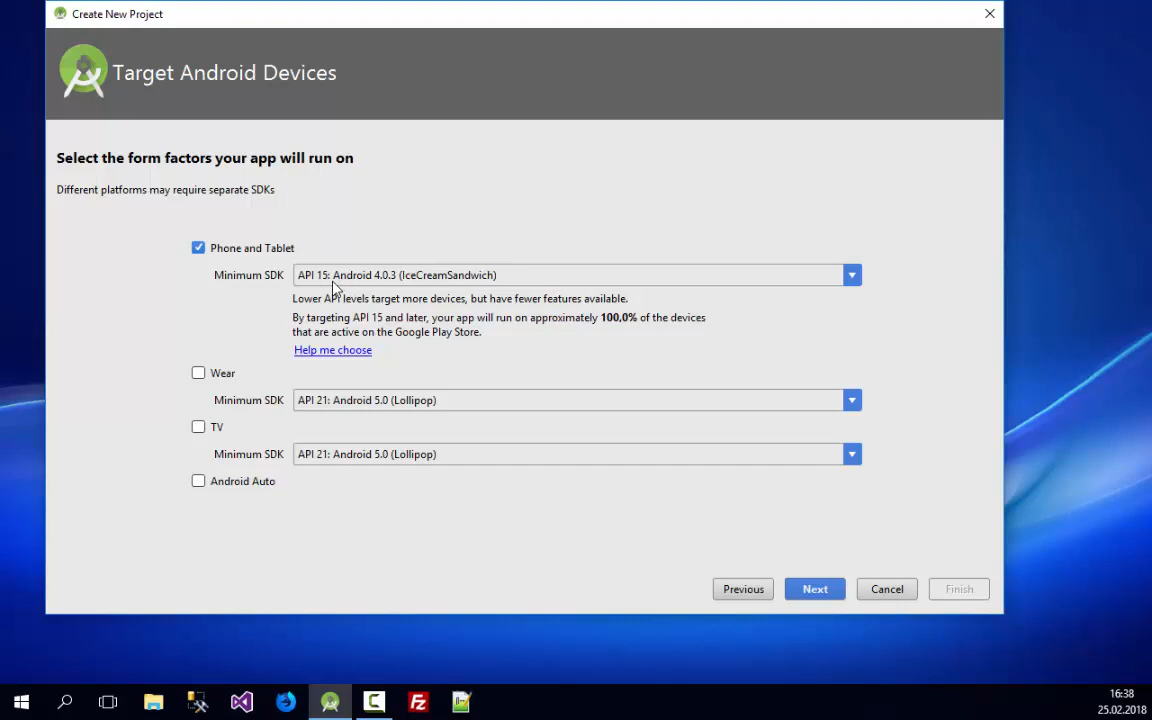 Create New Project
Target Android Devices
Select the form factors your app will run on
Different platforms may require separate SDKs
Phone and Tablet
Minimum SDK API 15: Android 4.0.3 (IceCreamSandwich)
Lower API levels target more devices, but have fewer features available.
By targeting API 15 and later, your app will run on approximately 100,0% of the devices
that are active on the Google Play Store.
Help me choose
Wear
Minimum SDK API 21: Android 5.0 (Lollipop)
TV
Minimum SDK API 21: Android 5.0 (Lollipop)
Android Auto
Previous Next Cancel Finish
Fz
16:38
25.02.2018